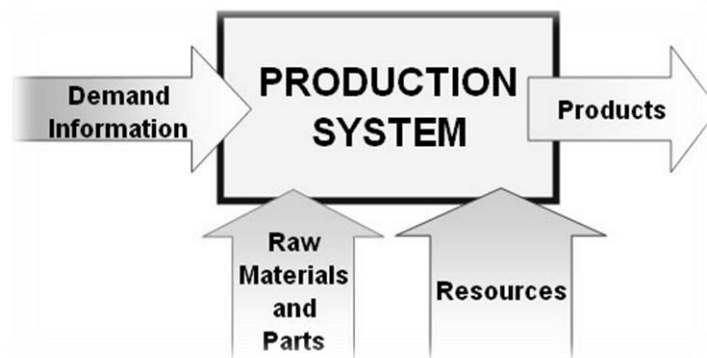 PRODUCTION
SYSTEM
Demand
Information
Products
Raw
Materials
and
Parts
Resources